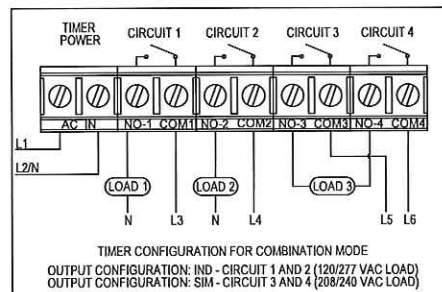 TIMER POWER
CIRCUIT 1 CIRCUIT 2 CIRCUIT 3 CIRCUIT 4
AC IN NO-1 COM1 NO-2 COM2 NO-3 COM3 NO-4 COM4
L1
L2/N
LOAD 1 LOAD 2 LOAD 3
N L3 N L4 L5 L6
TIMER CONFIGURATION FOR COMBINATION MODE
OUTPUT CONFIGURATION: IND - CIRCUIT 1 AND 2 (120/277 VAC LOAD)
OUTPUT CONFIGURATION: SIM - CIRCUIT 3 AND 4 (208/240 VAC LOAD)